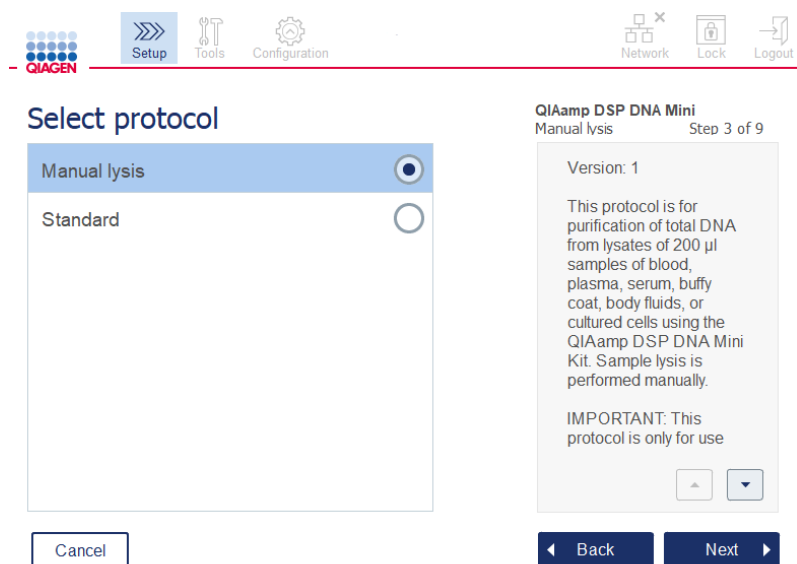 Setup
Tools
Configuration
Network
Lock
Logout
QIAGEN
Select protocol
Manual lysis
Standard
QIAamp DSP DNA Mini
Manual lysis
Step 3 of 9
Version: 1
This protocol is for
purification of total DNA
from lysates of 200 µl
samples of blood,
plasma, serum, buffy
coat, body fluids, or
cultured cells using the
QIAamp DSP DNA Mini
Kit. Sample lysis is
performed manually.
IMPORTANT: This
protocol is only for use
Cancel
Back
Next